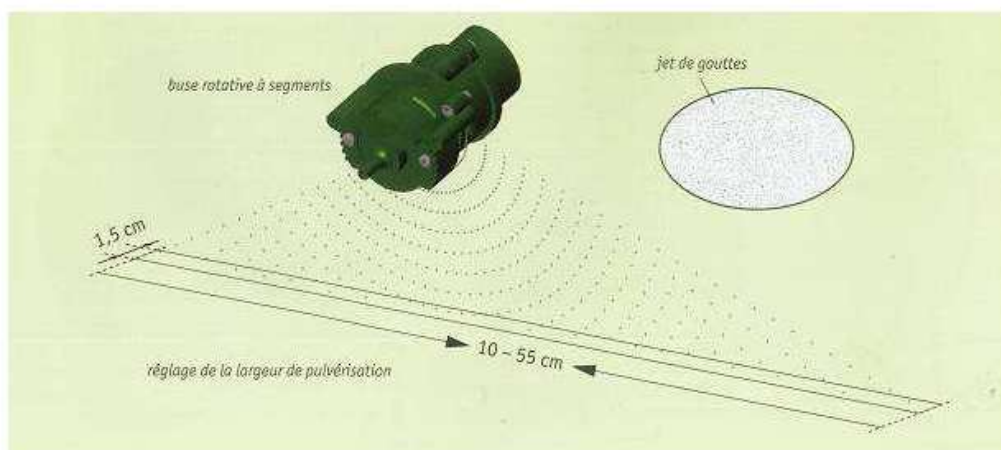 buse rotative à segments
jet de gouttes
1,5 cm
10 – 55 cm
réglage de la largeur de pulvérisation